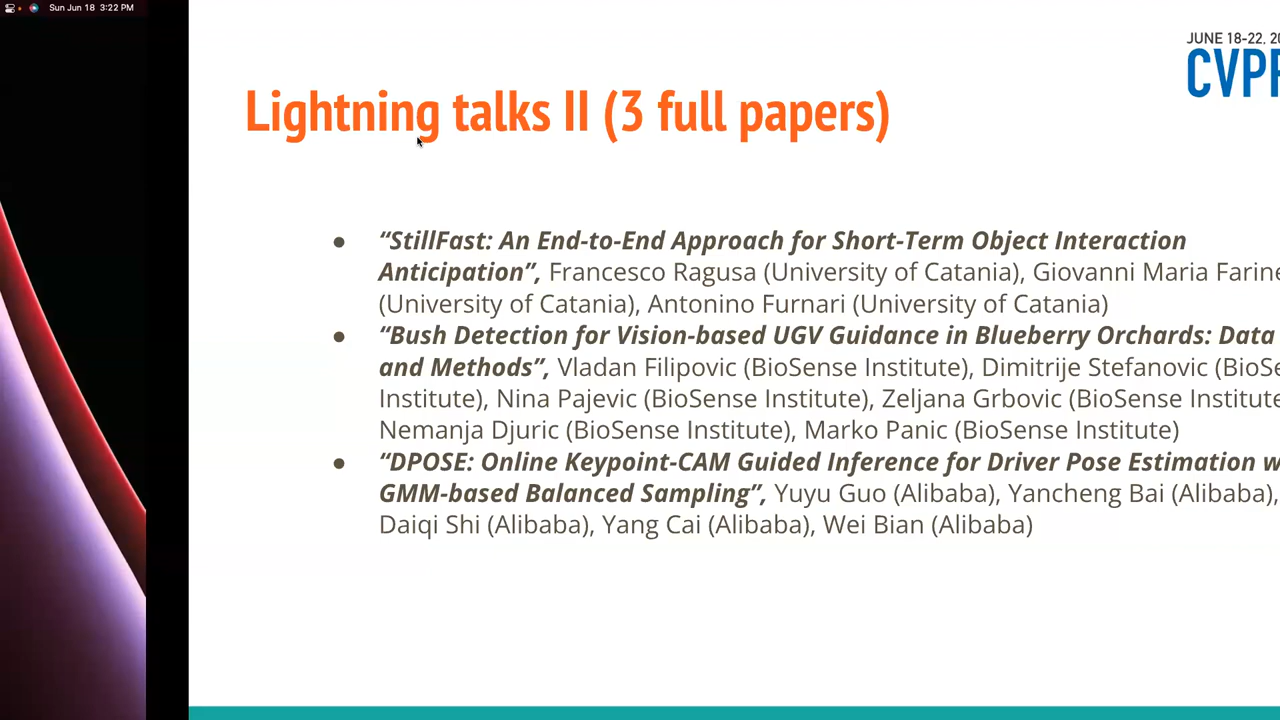 Sun Jun 18 3:22 PM
JUNE 18-22, 20
CVPR
Lightning talks II (3 full papers)
● “StillFast: An End-to-End Approach for Short-Term Object Interaction
Anticipation”, Francesco Ragusa (University of Catania), Giovanni Maria Farine
(University of Catania), Antonino Furnari (University of Catania)
● “Bush Detection for Vision-based UGV Guidance in Blueberry Orchards: Data
and Methods”, Vladan Filipovic (BioSense Institute), Dimitrije Stefanovic (BioSe
Institute), Nina Pajevic (BioSense Institute), Zeljana Grbovic (BioSense Institute
Nemanja Djuric (BioSense Institute), Marko Panic (BioSense Institute)
● “DPOSE: Online Keypoint-CAM Guided Inference for Driver Pose Estimation w
GMM-based Balanced Sampling”, Yuyu Guo (Alibaba), Yancheng Bai (Alibaba),
Daiqi Shi (Alibaba), Yang Cai (Alibaba), Wei Bian (Alibaba)